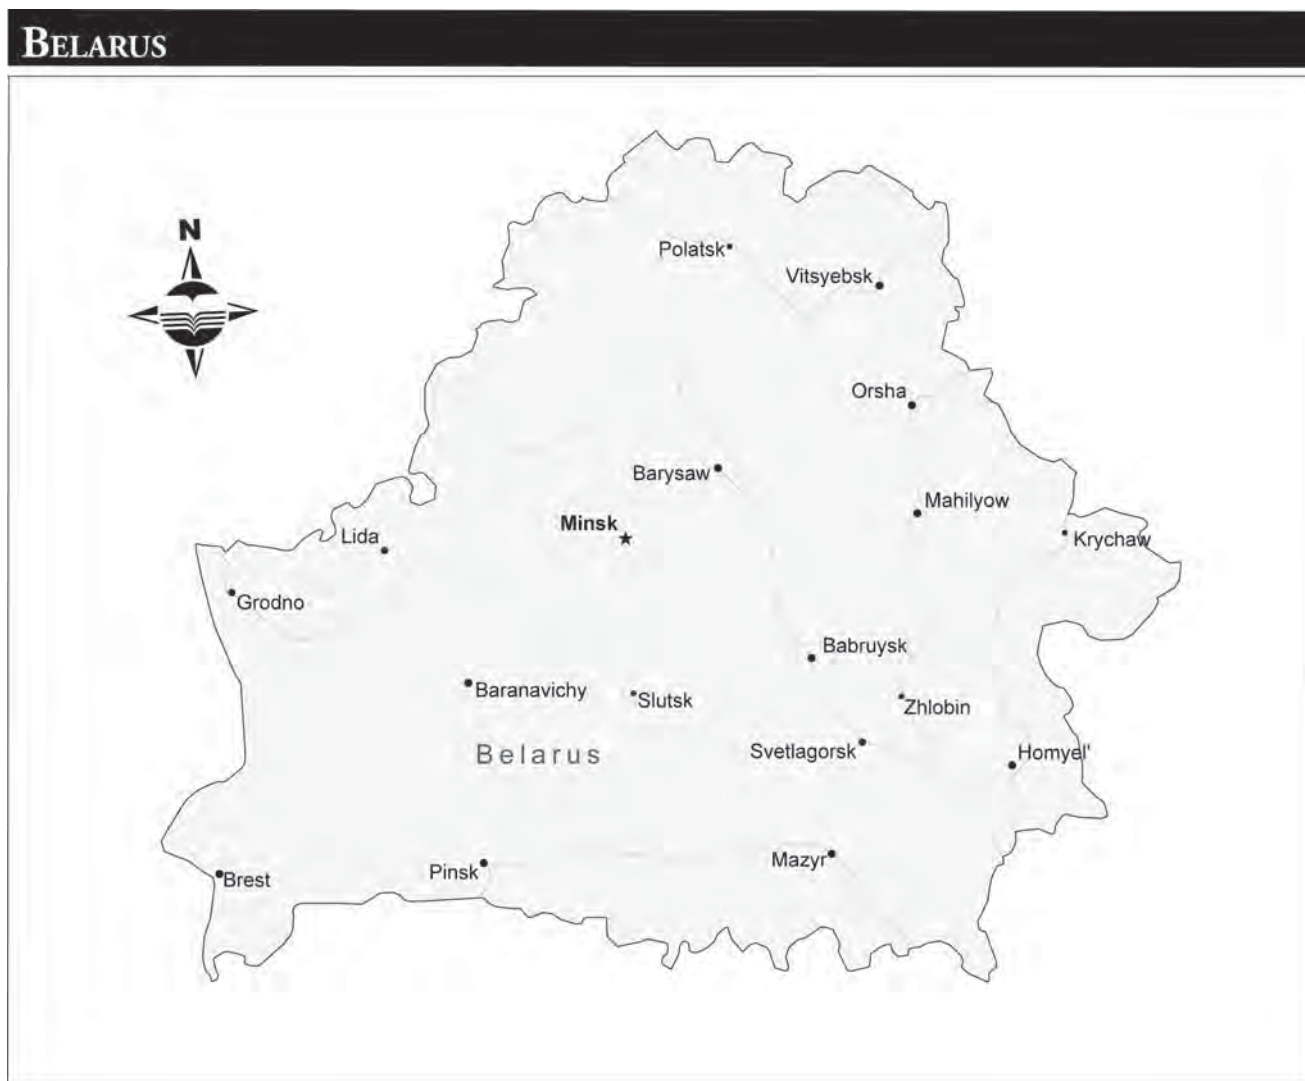 BELARUS
N
Polatsk
Vitsyebsk
Orsha
Barysaw
Mahilyow
Minsk
Krychaw
Lida
Grodno
Babruysk
Baranavichy
Slutsk
Zhlobin
Belarus
Svetlagorsk
Homyel'
Mazyr
Pinsk
Brest